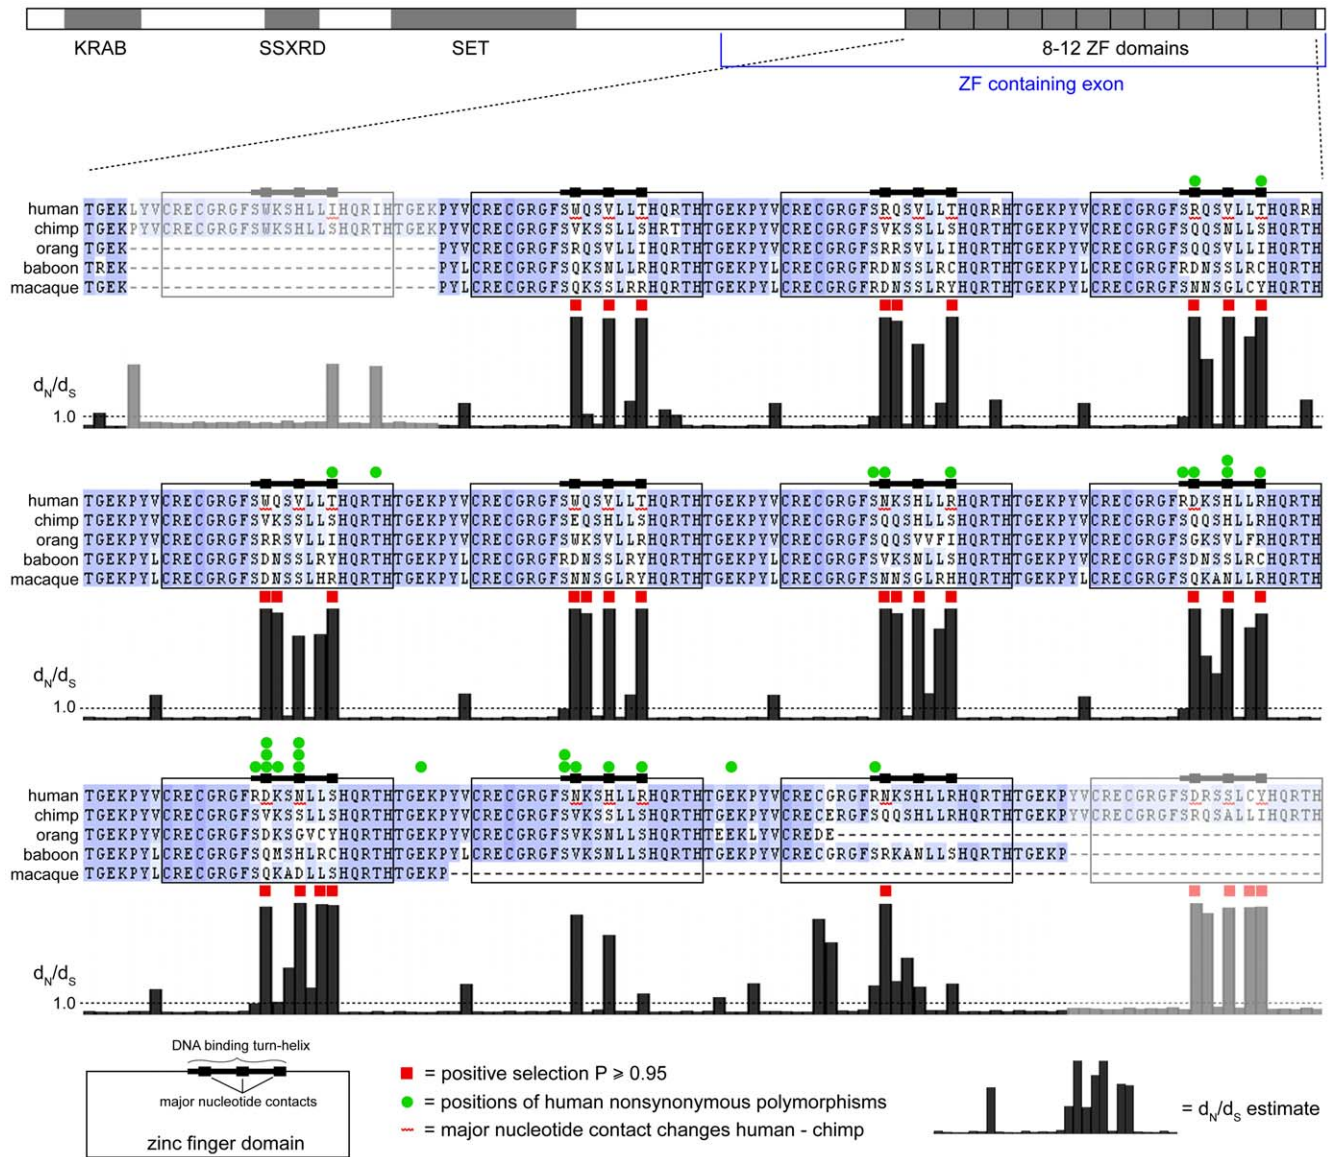 KRAB SSXRD SET 8-12 ZF domains
ZF containing exon
human TGEKLYVCRECGRGFSWKSHLLIHQRIHTGEKPYVCRECGRGFSWQSVLLTHQRTHTGEKPYVCRECGRGFSRQSVLLTHQRRHTGEKPYVCRECGRGFSRQSVLLTHQRRH
chimp TGEKPYVCRECGRGFSWKSHLLSHQRTHTGEKPYVCRECGRGFSVKSSLLSHRTTHTGEKPYVCRECGRGFSVKSSLLSHQRTHTGEKPYVCRECGRGFSQQSNLLSHQRTH
orang TGEK----------------------------PYVCRECGRGFSRQSVLLIHQRTHTGEKPYVCRECGRGFSRRSVLLIHQRTHTGEKPYVCRECGRGFSQQSVLLIHQRTH
baboon TREK----------------------------PYLCRECGRGFSQKSNLLRHQRTHTGEKPYLCRECGRGFRDNSSLRCHQRTHTGEKPYLCRECGRGFRDNSSLRCHQRTH
macaque TGEK----------------------------PYLCRECGRGFSQKSSLRRHQRTHTGEKPYLCRECGRGFRDNSSLRYHQRTHTGEKPYLCRECGRGFSNNSGLCYHQRTH
dN/dS
1.0
human TGEKPYVCRECGRGFSWQSVLLTHQRTHTGEKPYVCRECGRGFSWQSVLLTHQRTHTGEKPYVCRECGRGFSNKSHLLRHQRTHTGEKPYVCRECGRGFRDKSHLLRHQRTH
chimp TGEKPYVCRECGRGFSVKSSLLSHQRTHTGEKPYVCRECGRGFSEQSHLLSHQRTHTGEKPYVCRECGRGFSQQSHLLSHQRTHTGEKPYVCRECGRGFSQQSHLLRHQRTH
orang TGEKPYVCRECGRGFSRRSVLLIHQRTHTGEKPYVCRECGRGFSWKSVLLRHQRTHTGEKPYVCRECGRGFSQQSVVFIHQRTHTGEKPYVCRECGRGFSGKSVLFRHQRTH
baboon TGEKPYLCRECGRGFSDNSSLRYHQRTHTGEKPYLCRECGRGFRDNSNLRYHQRTHTGEKPYLCRECGRGFSVKSNLLSHQRTHTGEKPYLCRECGRGFSDNSSLRCHQRTH
macaque TGEKPYLCRECGRGFSDNSSLHRHQRTHTGEKPYLCRECGRGFRNNSGLRYHQRTHTGEKPYLCRECGRGFSNNSGLRHHQRTHTGEKPYLCRECGRGFSQKANLLRHQRTH
dN/dS
1.0
human TGEKPYVCRECGRGFRDKSNLLSHQRTHTGEKPYVCRECGRGFSNKSHLLRHQRTHTGEKPYVCRECGRGFRNKSHLLRHQRTHTGEKPYVCRECGRGFSDRSSLCYHQRTH
chimp TGEKPYVCRECGRGFSVKSSLLSHQRTHTGEKPYVCRECGRGFSVKSSLLSHQRTHTGEKPYVCRECERGFSQQSHLLRHQRTHTGEKPYVCRECGRGFSRQSALLIHQRTH
orang TGEKPYVCRECGRGFSDKSGVCYHQRTHTGEKPYVCRECGRGFSVKSNLLSHQRTHTEEKLYVCREDE--------------------------------------------
baboon TGEKPYLCRECGRGFSQMSHLRCHQRTHTGEKPYLCRECGRGFSVKSNLLSHQRTHTGEKPYVCRECGRGFSRKANLLSHQRTHTGEKP-----------------------
macaque TGEKPYLCRECGRGFSQKADLLSHQRTHTGEKP-------------------------------------------------------------------------------
dN/dS
1.0
DNA binding turn-helix
major nucleotide contacts
zinc finger domain
= positive selection P ⩾ 0.95
= positions of human nonsynonymous polymorphisms
= major nucleotide contact changes human - chimp
= dN/dS estimate